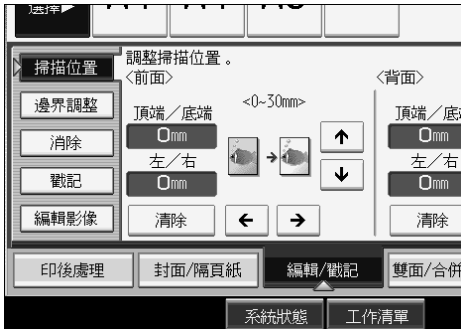 選擇▶
掃描位置
調整掃描位置。
〈前面〉
〈背面〉
邊界調整
頂端／底端
<0~30mm>
頂端／底
消除
0mm
0mm
戳記
左／右
左／右
0mm
0mm
編輯影像
清除
清除
印後處理
封面/隔頁紙
編輯/戳記
雙面/合併
系統狀態
工作清單